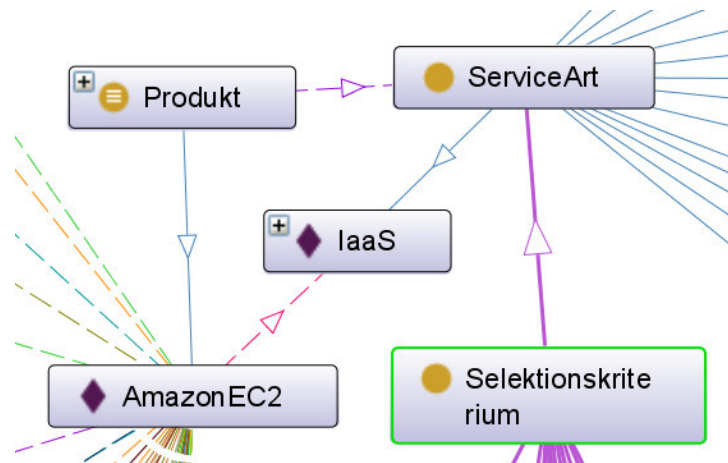 Produkt
ServiceArt
IaaS
AmazonEC2
Selektionskrite
rium